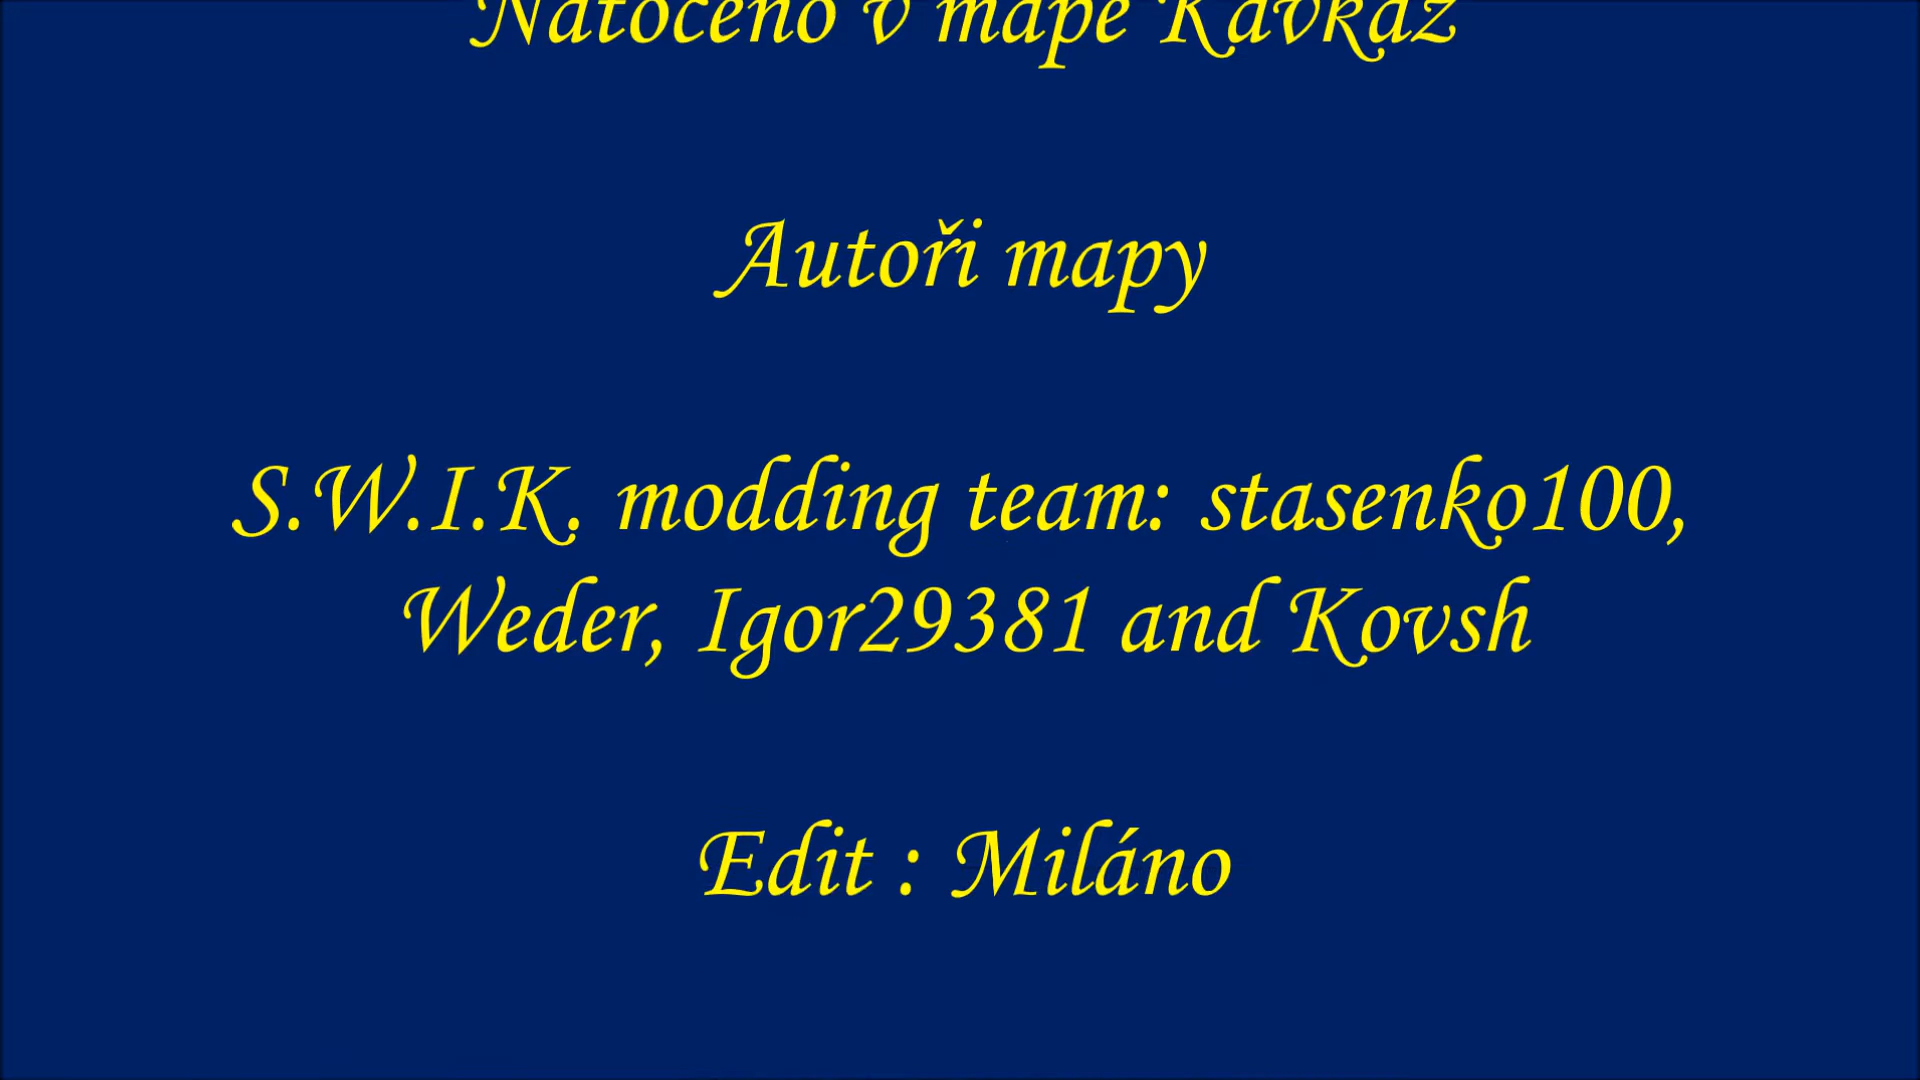 Natočeno v mapě Kavkaz
Autoři mapy
S.W.I.K. modding team: stasenko100,
Weder, Igor29381 and Kovsh
Edit : Miláno